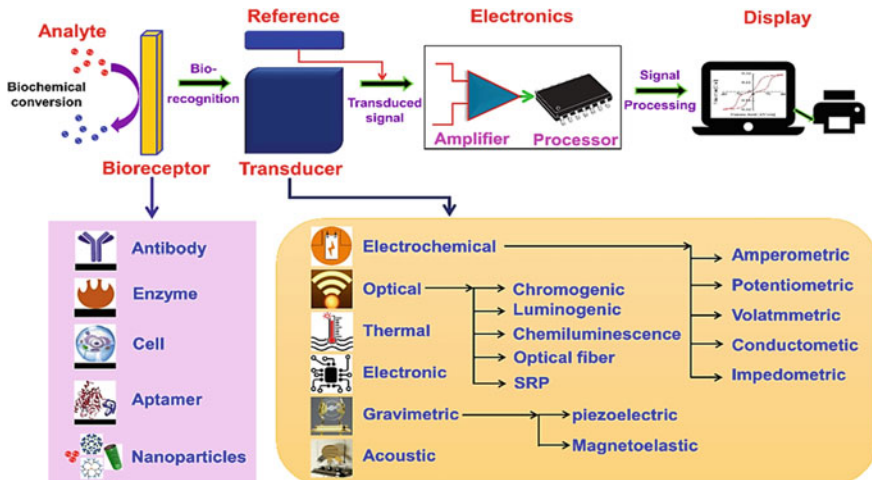 Analyte
Reference
Electronics
Display
Biochemical
conversion
Bio-
recognition
Transduced
signal
Amplifier
Processor
Signal
Processing
Bioreceptor
Transducer
Antibody
Enzyme
Cell
Aptamer
Nanoparticles
Electrochemical
Optical
Thermal
Electronic
Gravimetric
Acoustic
Chromogenic
Luminogenic
Chemiluminescence
Optical fiber
SRP
piezoelectric
Magnetoelastic
Amperometric
Potentiometric
Volatmmetric
Conductometic
Impedometric